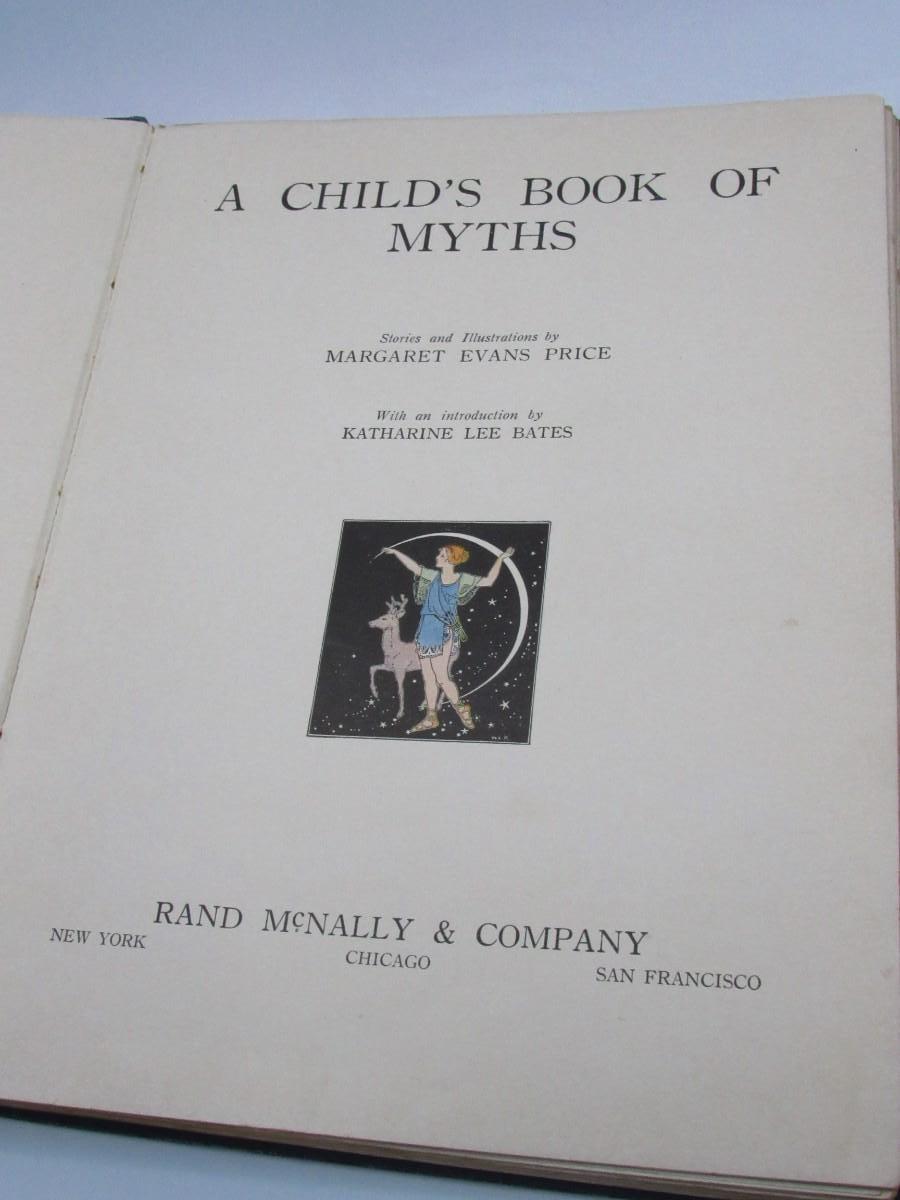 A CHILD'S BOOK OF
MYTHS
Stories and Illustrations by
MARGARET EVANS PRICE
With an introduction by
KATHARINE LEE BATES
RAND McNALLY & COMPANY
NEW YORK
CHICAGO
SAN FRANCISCO